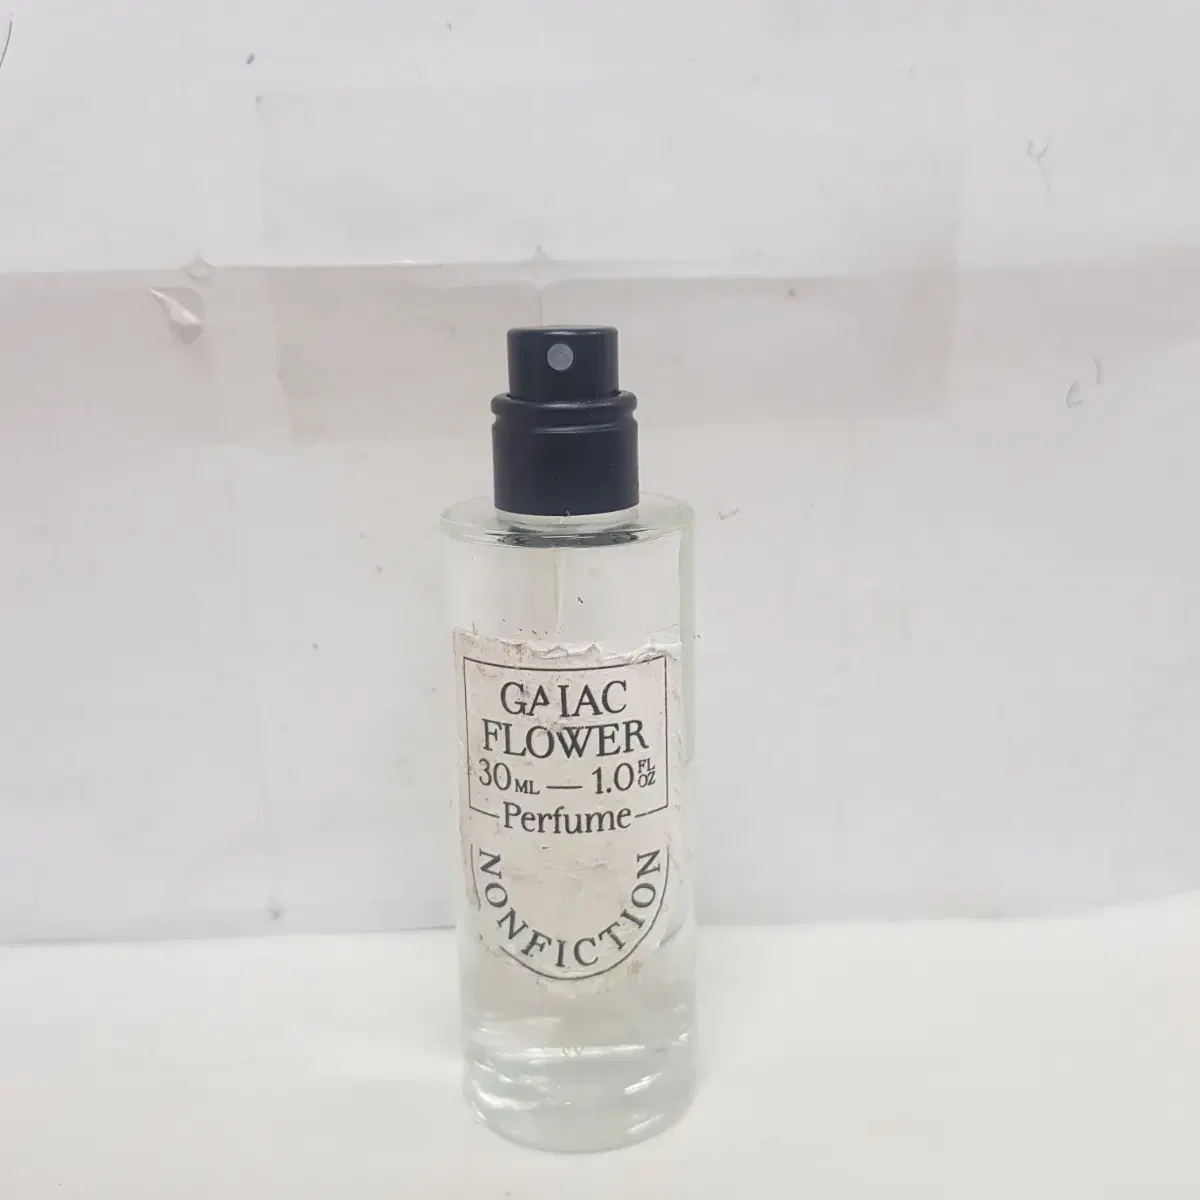 GAIAC
FLOWER
30ML — 1.0 FL OZ
Perfume
NONFICTION